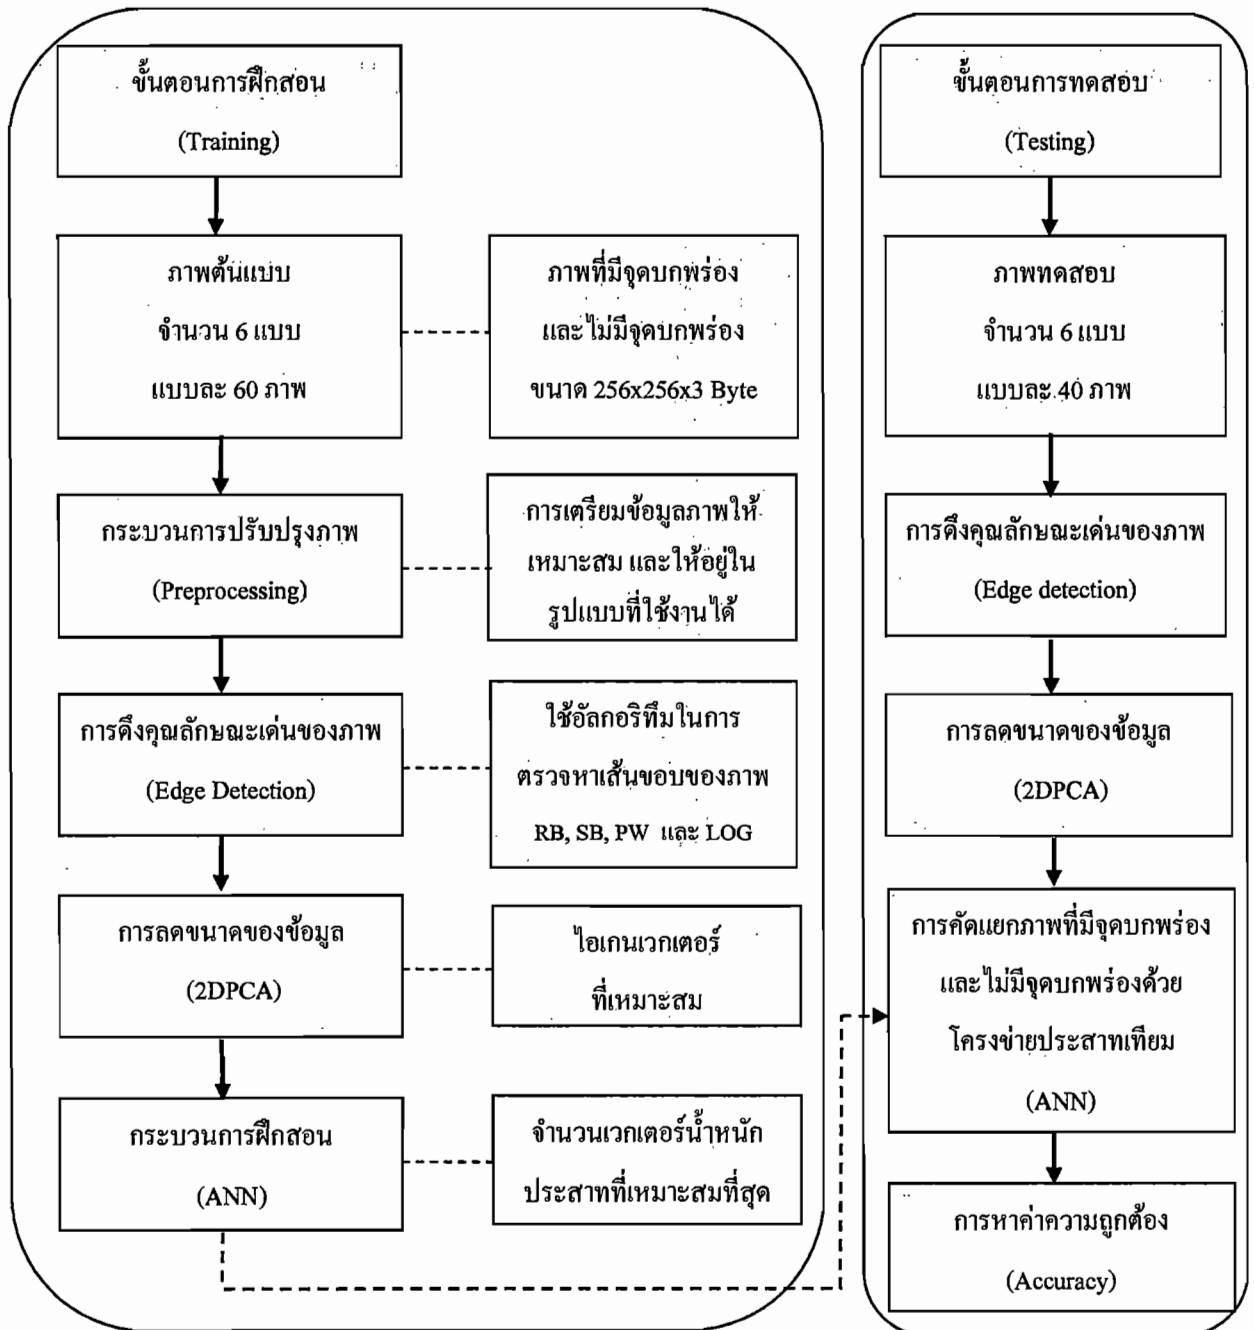 ขั้นตอนการฝึกสอน
(Training)
ภาพต้นแบบ
จำนวน 6 แบบ
แบบละ 60 ภาพ
ภาพที่มีจุดบกพร่อง
และไม่มีจุดบกพร่อง
ขนาด 256x256x3 Byte
กระบวนการปรับปรุงภาพ
(Preprocessing)
การเตรียมข้อมูลภาพให้
เหมาะสม และให้อยู่ใน
รูปแบบที่ใช้งานได้
การดึงคุณลักษณะเด่นของภาพ
(Edge Detection)
ใช้อัลกอริทึมในการ
ตรวจหาเส้นขอบของภาพ
RB, SB, PW และ LOG
การลดขนาดของข้อมูล
(2DPCA)
ไอเกนเวกเตอร์
ที่เหมาะสม
กระบวนการฝึกสอน
(ANN)
จำนวนเวกเตอร์น้ำหนัก
ประสาทที่เหมาะสมที่สุด
ขั้นตอนการทดสอบ
(Testing)
ภาพทดสอบ
จำนวน 6 แบบ
แบบละ 40 ภาพ
การดึงคุณลักษณะเด่นของภาพ
(Edge detection)
การลดขนาดของข้อมูล
(2DPCA)
การคัดแยกภาพที่มีจุดบกพร่อง
และไม่มีจุดบกพร่องด้วย
โครงข่ายประสาทเทียม
(ANN)
การหาค่าความถูกต้อง
(Accuracy)